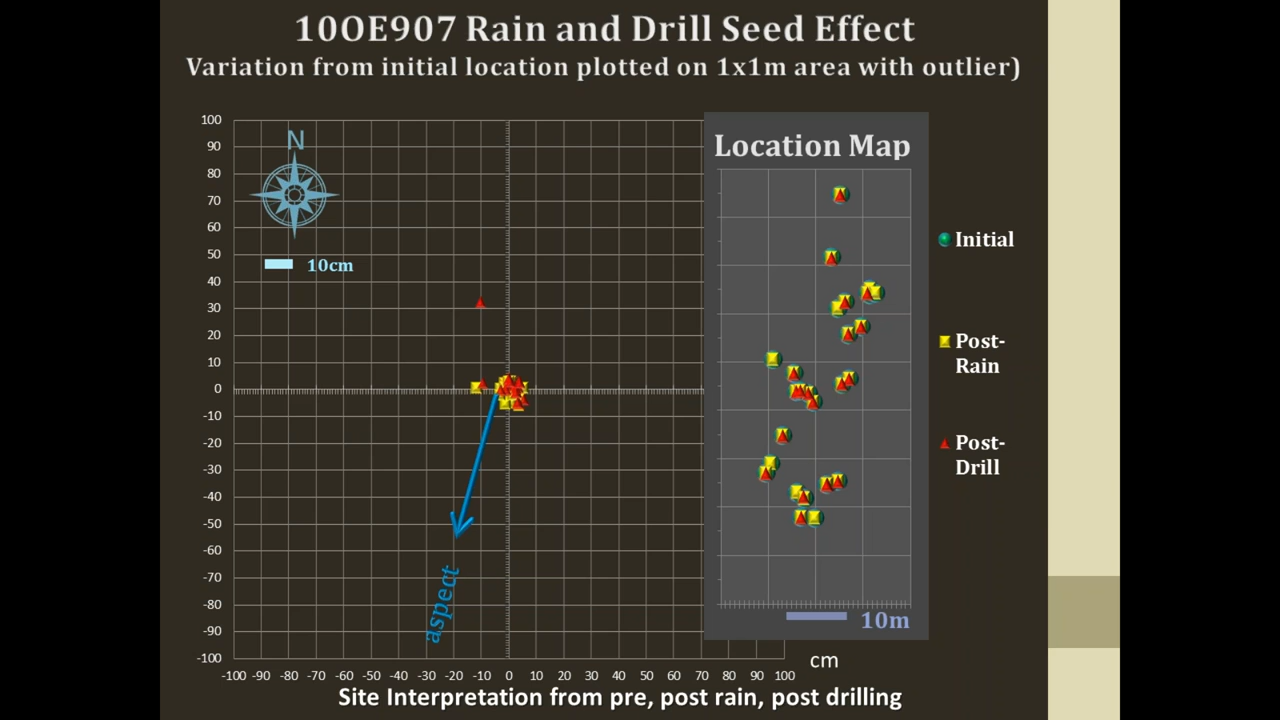 10OE907 Rain and Drill Seed Effect
Variation from initial location plotted on 1x1m area with outlier)
100
90
80
70
60
50
40
30
20
10
0
-10
-20
-30
-40
-50
-60
-70
-80
-90
-100
N
10cm
aspect
Location Map
10m
Initial
Post-
Rain
Post-
Drill
-100 -90 -80 -70 -60 -50 -40 -30 -20 -10 0 10 20 30 40 50 60 70 80 90 100
cm
Site Interpretation from pre, post rain, post drilling